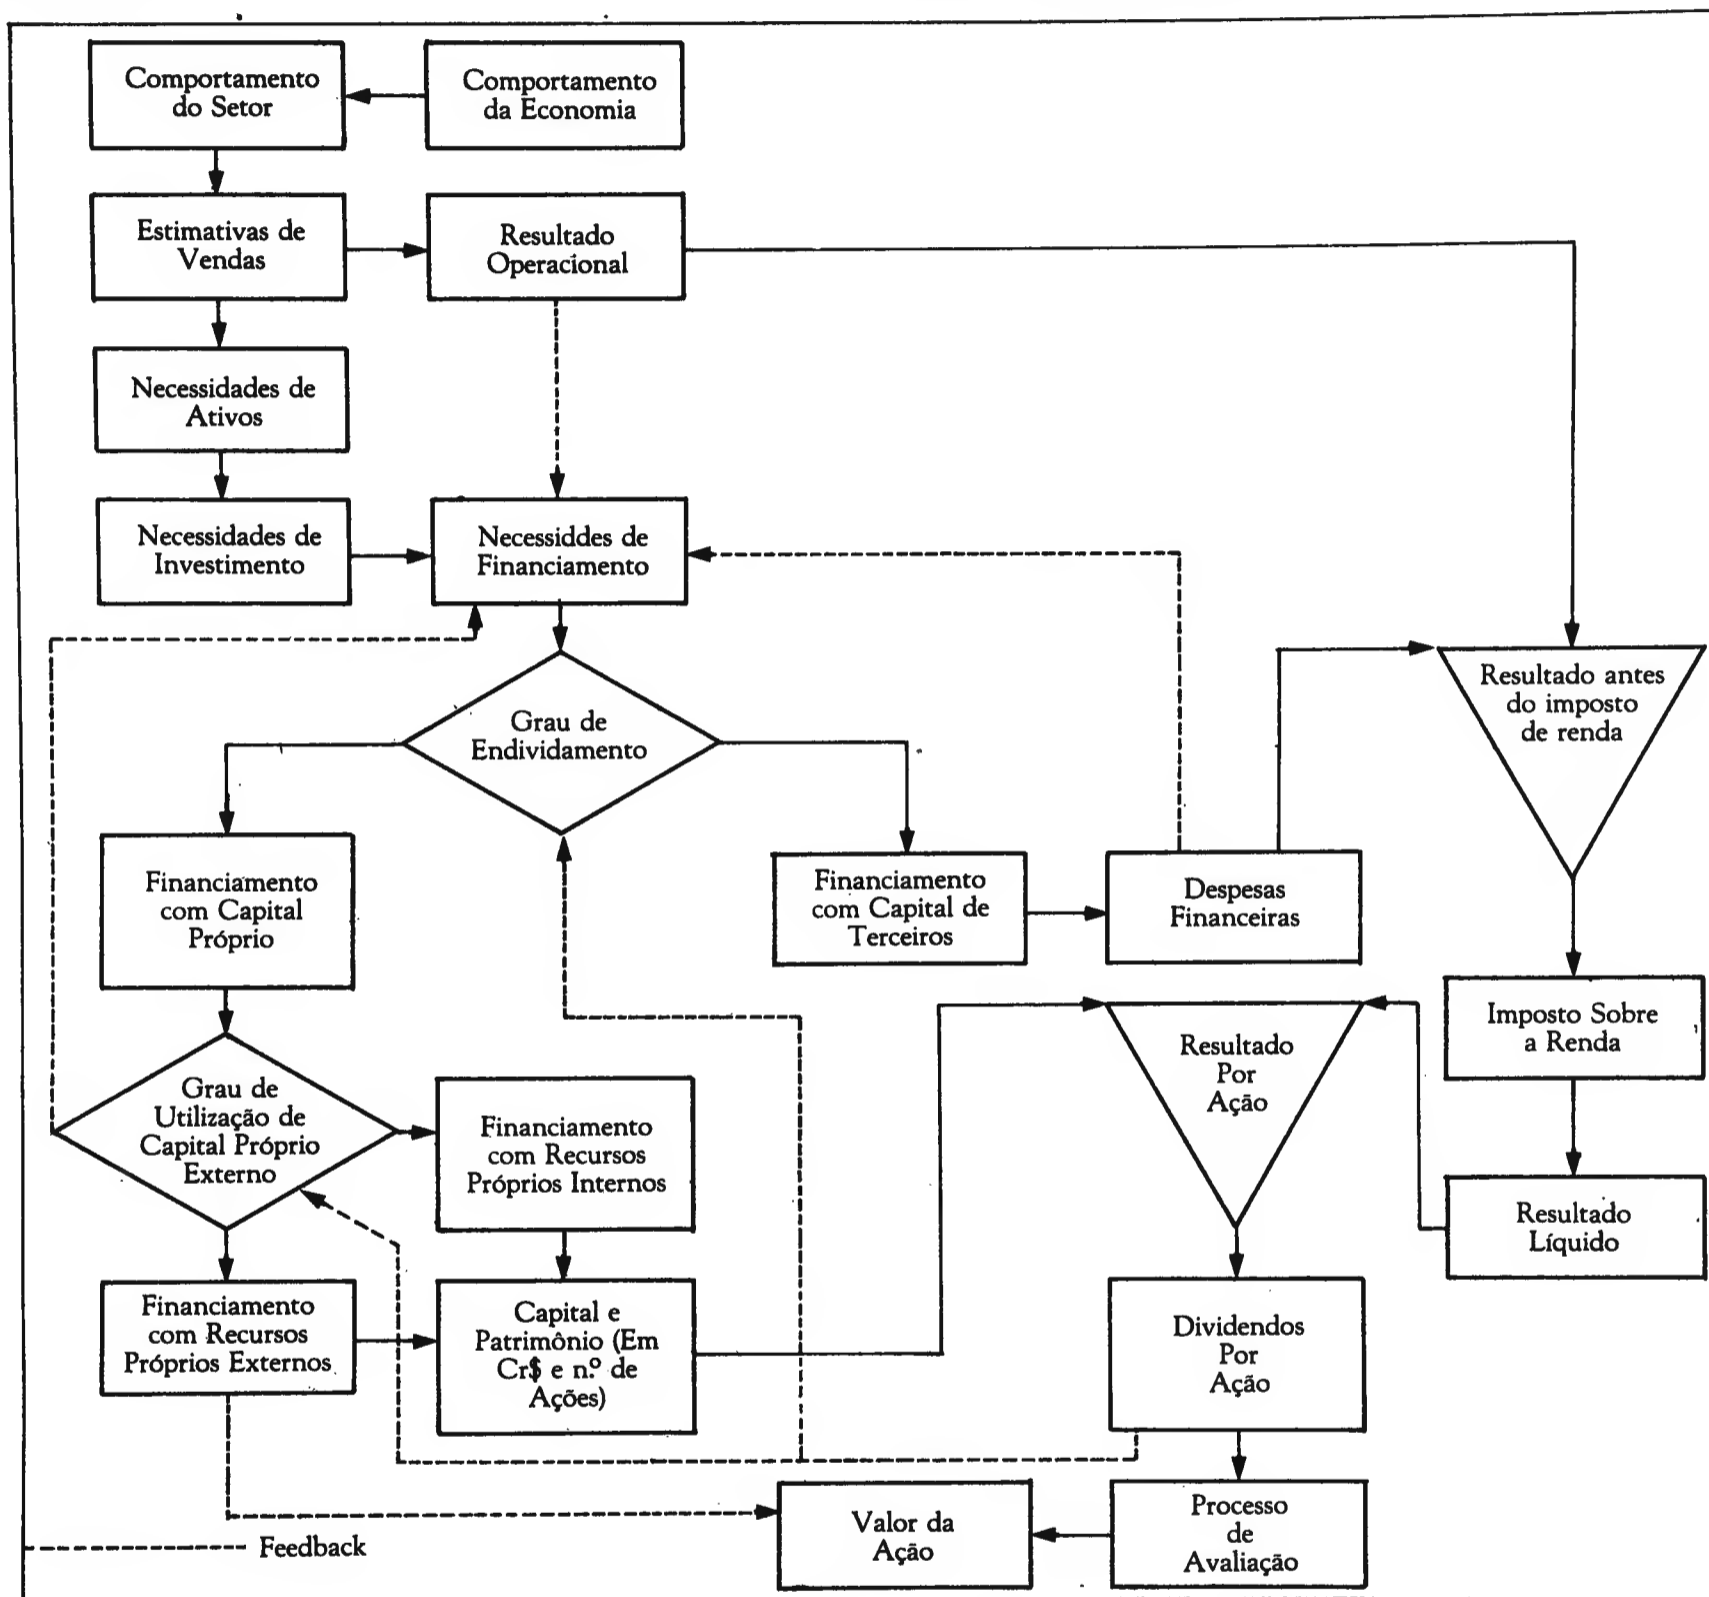 Comportamento
do Setor
Comportamento
da Economia
Estimativas de
Vendas
Resultado
Operacional
Necessidades de
Ativos
Necessidades de
Investimento
Necessiddes de
Financiamento
Grau de
Endividamento
Resultado antes
do imposto
de renda
Financiamento
com Capital
Próprio
Financiamento
com Capital de
Terceiros
Despesas
Financeiras
Imposto Sobre
a Renda
Resultado
Por
Ação
Grau de
Utilização de
Capital Próprio
Externo
Financiamento
com Recursos
Próprios Internos
Resultado
Líquido
Financiamento
com Recursos
Próprios Externos
Capital e
Patrimônio (Em
Cr$ e n.º de
Ações)
Dividendos
Por
Ação
Valor da
Ação
Processo
de
Avaliação
Feedback